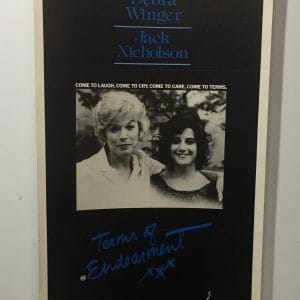 Debra
Winger
Jack
Nicholson
COME TO LAUGH, COME TO CRY, COME TO CARE, COME TO TERMS.
Terms of
Endearment
xxx